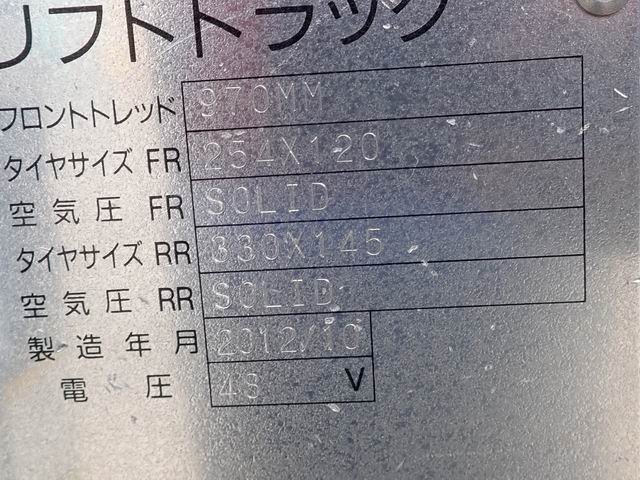 リフトトラック
フロントトレッド 970MM
タイヤサイズ FR 254X120
空気圧 FR SOLID
タイヤサイズ RR 330X145
空気圧 RR SOLID
製造年月 2012/10
電圧 48 V